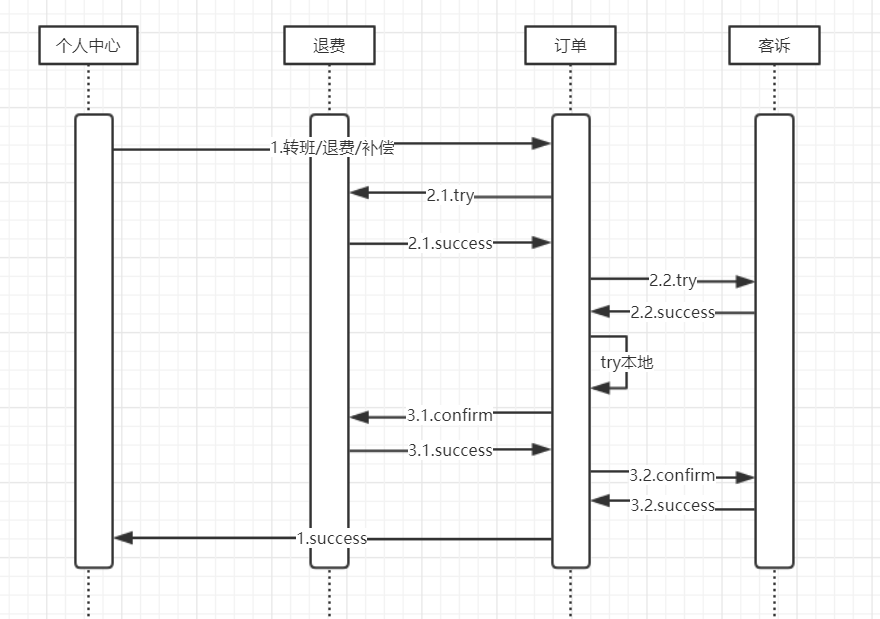 个人中心
退费
订单
客诉
1.转班/退费/补偿
2.1.try
2.1.success
2.2.try
2.2.success
try本地
3.1.confirm
3.1.success
3.2.confirm
3.2.success
1.success